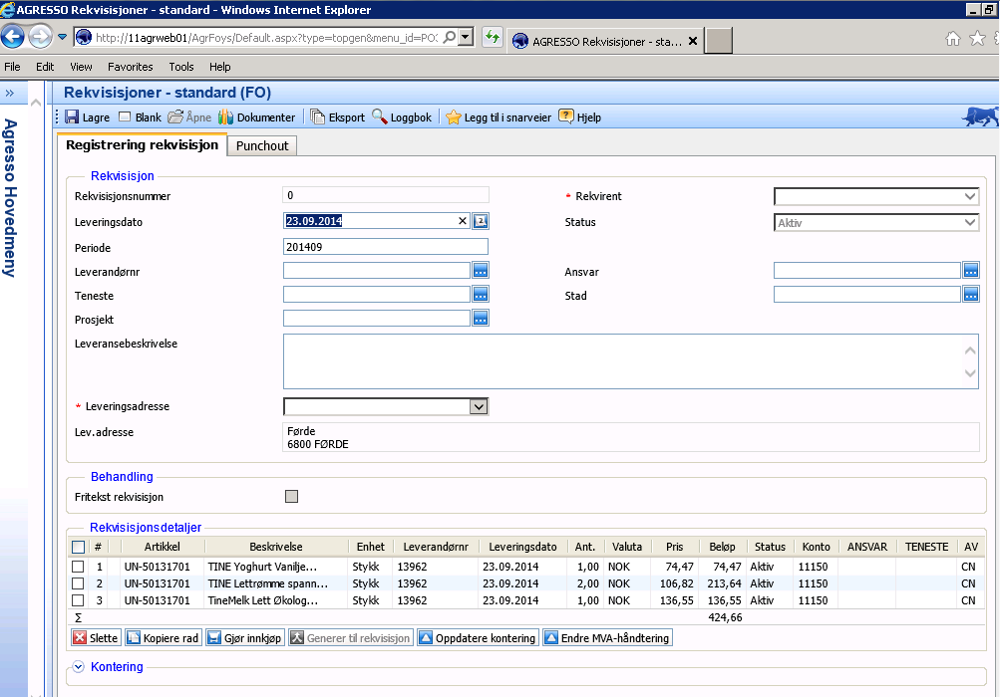 AGRESSO Rekvisisjoner - standard - Windows Internet Explorer
http://11agrweb01/AgrFoys/Default.aspx?type=topgen&menu_id=PO:
AGRESSO Rekvisisjoner - sta...
File Edit View Favorites Tools Help
Agresso Hovedmeny
Rekvisisjoner - standard (FO)
Lagre Blank Åpne Dokumenter Eksport Loggbok Legg til i snarveier Hjelp
Registrering rekvisisjon Punchout
Rekvisisjon
Rekvisisjonsnummer 0 * Rekvirent
Leveringsdato 23.09.2014 Status Aktiv
Periode 201409
Leverandørnr Ansvar
Teneste Stad
Prosjekt
Leveransebeskrivelse
* Leveringsadresse
Lev.adresse Førde
6800 FØRDE
Behandling
Fritekst rekvisisjon
Rekvisisjonsdetaljer
# Artikkel Beskrivelse Enhet Leverandørnr Leveringsdato Ant. Valuta Pris Beløp Status Konto ANSVAR TENESTE AV
1 UN-50131701 TINE Yoghurt Vanilje... Stykk 13962 23.09.2014 1,00 NOK 74,47 74,47 Aktiv 11150 CN
2 UN-50131701 TINE Lettrømme spann... Stykk 13962 23.09.2014 2,00 NOK 106,82 213,64 Aktiv 11150 CN
3 UN-50131701 TineMelk Lett Økolog... Stykk 13962 23.09.2014 1,00 NOK 136,55 136,55 Aktiv 11150 CN
Σ 424,66
Slette Kopiere rad Gjør innkjøp Generer til rekvisisjon Oppdatere kontering Endre MVA-håndtering
Kontering